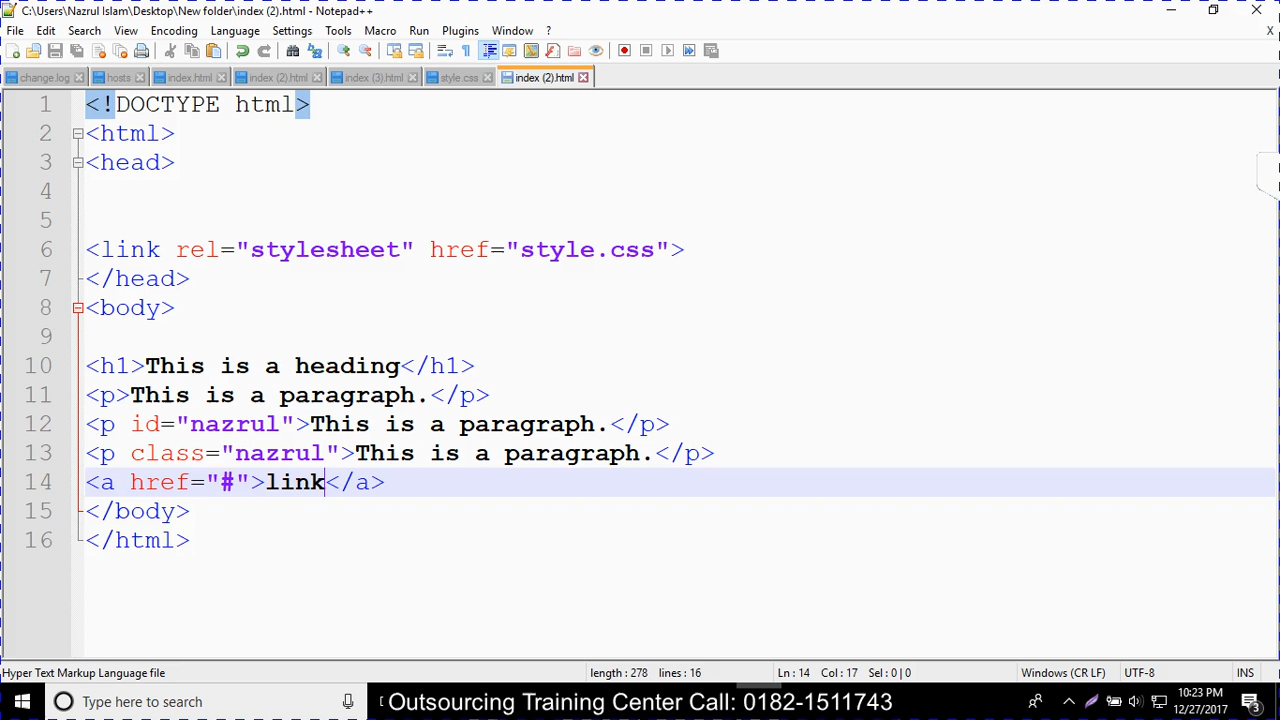 C:\Users\Nazrul Islam\Desktop\New folder\index (2).html - Notepad++
File Edit Search View Encoding Language Settings Tools Macro Run Plugins Window ? X
change.log hosts index.html index (2).html index (3).html style.css index (2).html
1 <!DOCTYPE html>
2 <html>
3 <head>
4
5
6 <link rel="stylesheet" href="style.css">
7 </head>
8 <body>
9
10 <h1>This is a heading</h1>
11 <p>This is a paragraph.</p>
12 <p id="nazrul">This is a paragraph.</p>
13 <p class="nazrul">This is a paragraph.</p>
14 <a href="#">link</a>
15 </body>
16 </html>
Hyper Text Markup Language file length : 278 lines : 16 Ln : 14 Col : 17 Sel : 0 | 0 Windows (CR LF) UTF-8 INS
Type here to search [ Outsourcing Training Center Call: 0182-1511743 10:23 PM
12/27/2017 3